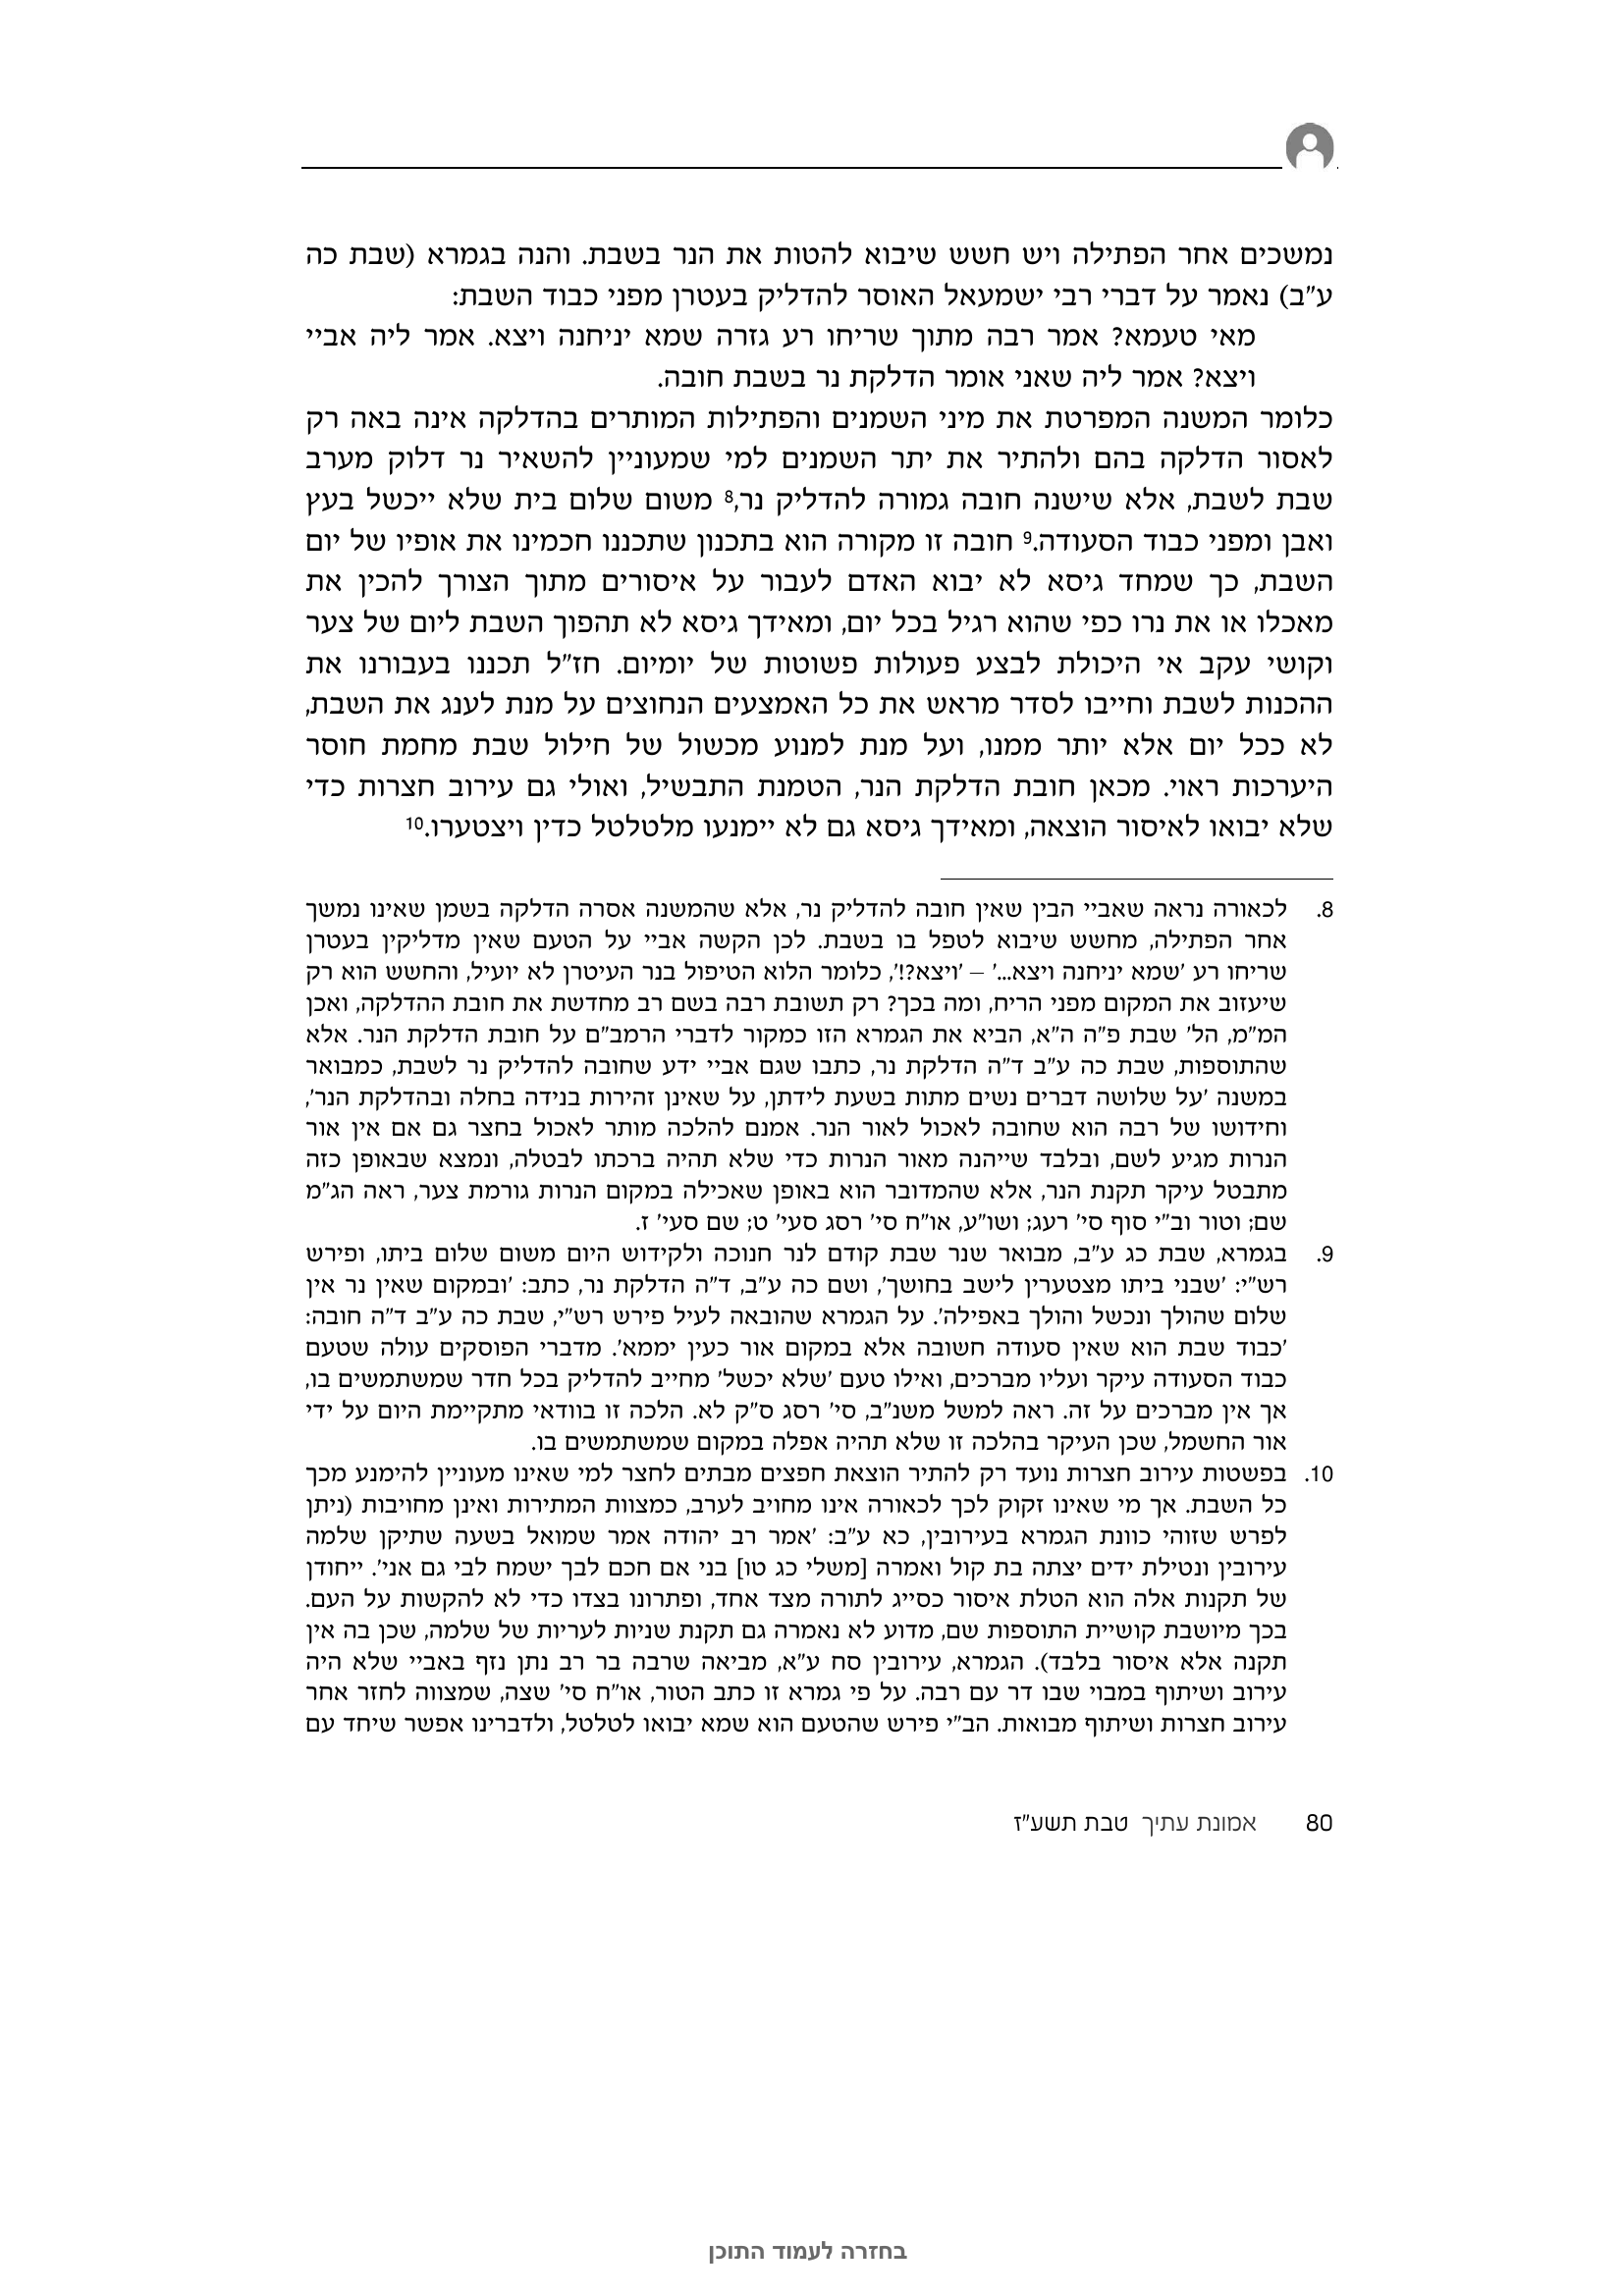 נמשכים אחר הפתילה ויש חשש שיבוא להטות את הנר בשבת. והנה בגמרא (שבת כה
ע"ב) נאמר על דברי רבי ישמעאל האוסר להדליק בעטרן מפני כבוד השבת:
מאי טעמא? אמר רבה מתוך שריחו רע גזרה שמא יניחנה ויצא. אמר ליה אביי
ויצא? אמר ליה שאני אומר הדלקת נר בשבת חובה.
כלומר המשנה המפרטת את מיני השמנים והפתילות המותרים בהדלקה אינה באה רק
לאסור הדלקה בהם ולהתיר את יתר השמנים למי שמעוניין להשאיר נר דלוק מערב
שבת לשבת, אלא שישנה חובה גמורה להדליק נר,8 משום שלום בית שלא ייכשל בעץ
ואבן ומפני כבוד הסעודה.9 חובה זו מקורה הוא בתכנון שתכננו חכמינו את אופיו של יום
השבת, כך שמחד גיסא לא יבוא האדם לעבור על איסורים מתוך הצורך להכין את
מאכלו או את נרו כפי שהוא רגיל בכל יום, ומאידך גיסא לא תהפוך השבת ליום של צער
וקושי עקב אי היכולת לבצע פעולות פשוטות של יומיום. חז"ל תכננו בעבורנו את
ההכנות לשבת וחייבו לסדר מראש את כל האמצעים הנחוצים על מנת לענג את השבת,
לא ככל יום אלא יותר ממנו, ועל מנת למנוע מכשול של חילול שבת מחמת חוסר
היערכות ראוי. מכאן חובת הדלקת הנר, הטמנת התבשיל, ואולי גם עירוב חצרות כדי
שלא יבואו לאיסור הוצאה, ומאידך גיסא גם לא יימנעו מלטלטל כדין ויצטערו.10
8. לכאורה נראה שאביי הבין שאין חובה להדליק נר, אלא שהמשנה אסרה הדלקה בשמן שאינו נמשך
אחר הפתילה, מחשש שיבוא לטפל בו בשבת. לכן הקשה אביי על הטעם שאין מדליקין בעטרן
שריחו רע 'שמא יניחנה ויצא...' – 'ויצא?!', כלומר הלוא הטיפול בנר העיטרן לא יועיל, והחשש הוא רק
שיעזוב את המקום מפני הריח, ומה בכך? רק תשובת רבה בשם רב מחדשת את חובת ההדלקה, ואכן
המ"מ, הל' שבת פ"ה ה"א, הביא את הגמרא הזו כמקור לדברי הרמב"ם על חובת הדלקת הנר. אלא
שהתוספות, שבת כה ע"ב ד"ה הדלקת נר, כתבו שגם אביי ידע שחובה להדליק נר לשבת, כמבואר
במשנה 'על שלושה דברים נשים מתות בשעת לידתן, על שאינן זהירות בנידה בחלה ובהדלקת הנר',
וחידושו של רבה הוא שחובה לאכול לאור הנר. אמנם להלכה מותר לאכול בחצר גם אם אין אור
הנרות מגיע לשם, ובלבד שייהנה מאור הנרות כדי שלא תהיה ברכתו לבטלה, ונמצא שבאופן כזה
מתבטל עיקר תקנת הנר, אלא שהמדובר הוא באופן שאכילה במקום הנרות גורמת צער, ראה הג"מ
שם; וטור וב"י סוף סי' רעג; ושו"ע, או"ח סי' רסג סעי' ט; שם סעי' ז.
9. בגמרא, שבת כג ע"ב, מבואר שנר שבת קודם לנר חנוכה ולקידוש היום משום שלום ביתו, ופירש
רש"י: 'שבני ביתו מצטערין לישב בחושך', ושם כה ע"ב, ד"ה הדלקת נר, כתב: 'ובמקום שאין נר אין
שלום שהולך ונכשל והולך באפילה'. על הגמרא שהובאה לעיל פירש רש"י, שבת כה ע"ב ד"ה חובה:
'כבוד שבת הוא שאין סעודה חשובה אלא במקום אור כעין יממא'. מדברי הפוסקים עולה שטעם
כבוד הסעודה עיקר ועליו מברכים, ואילו טעם 'שלא יכשל' מחייב להדליק בכל חדר שמשתמשים בו,
אך אין מברכים על זה. ראה למשל משנ"ב, סי' רסג ס"ק לא. הלכה זו בוודאי מתקיימת היום על ידי
אור החשמל, שכן העיקר בהלכה זו שלא תהיה אפלה במקום שמשתמשים בו.
10. בפשטות עירוב חצרות נועד רק להתיר הוצאת חפצים מבתים לחצר למי שאינו מעוניין להימנע מכך
כל השבת. אך מי שאינו זקוק לכך לכאורה אינו מחויב לערב, כמצוות המתירות ואינן מחויבות (ניתן
לפרש שזוהי כוונת הגמרא בעירובין, כא ע"ב: 'אמר רב יהודה אמר שמואל בשעה שתיקן שלמה
עירובין ונטילת ידים יצתה בת קול ואמרה [משלי כג טו] בני אם חכם לבך ישמח לבי גם אני'. ייחודן
של תקנות אלה הוא הטלת איסור כסייג לתורה מצד אחד, ופתרונו בצדו כדי לא להקשות על העם.
בכך מיושבת קושיית התוספות שם, מדוע לא נאמרה גם תקנת שניות לעריות של שלמה, שכן בה אין
תקנה אלא איסור בלבד). הגמרא, עירובין סח ע"א, מביאה שרבה בר רב נתן נזף באביי שלא היה
עירוב ושיתוף במבוי שבו דר עם רבה. על פי גמרא זו כתב הטור, או"ח סי' שצה, שמצווה לחזר אחר
עירוב חצרות ושיתוף מבואות. הב"י פירש שהטעם הוא שמא יבואו לטלטל, ולדברינו אפשר שיחד עם
80 אמונת עתיך טבת תשע"ז
בחזרה לעמוד התוכן